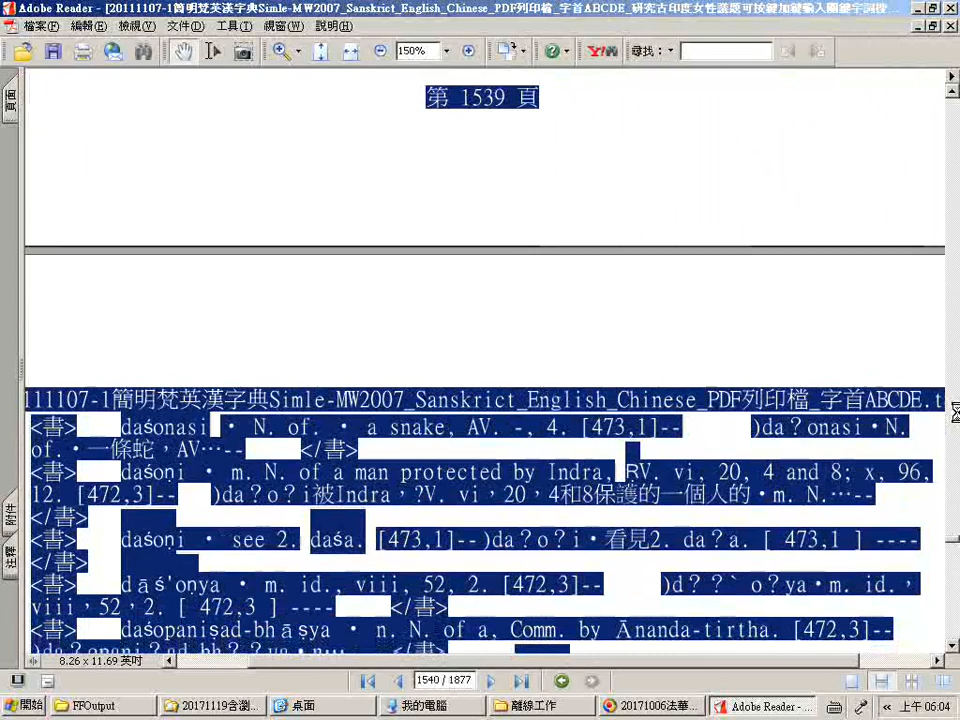 Adobe Reader - [20111107-1簡明梵英漢字典Simle-MW2007_Sanskrict_English_Chinese_PDF列印檔_字首ABCDE_研究古印度女性議題可按鍵加鍵輸入關鍵字詞搜...
檔案(F) 編輯(E) 檢視(V) 文件(D) 工具(T) 視窗(W) 說明(H)
150% Y! 尋找:
頁面
第 1539 頁
111107-1簡明梵英漢字典Simle-MW2007_Sanskrict_English_Chinese_PDF列印檔_字首ABCDE.t
<書> daśonasi ‧ N. of. ‧ a snake, AV. -, 4. [473,1]-- )da?onasi‧N.
of.‧一條蛇，AV…-- </書>
<書> daśoṇi ‧ m. N. of a man protected by Indra, ṚV. vi, 20, 4 and 8; x, 96,
12. [472,3]-- )da?o?i被Indra，?V. vi，20，4和8保護的一個人的‧m. N.…--
</書>
<書> daśoṇi ‧ see 2. daśa. [473,1]-- )da?o?i‧看見2. da?a. [ 473,1 ] ----
</書>
<書> dāś'oṇya ‧ m. id., viii, 52, 2. [472,3]-- )d??` o?ya‧m. id.，
viii，52，2. [ 472,3 ] ---- </書>
<書> daśopaniṣad-bhāṣya ‧ n. N. of a, Comm. by Ānanda-tirtha. [472,3]--
附件
注釋
8.26 x 11.69 英吋
1540 / 1877
開始 FFOutput 20171119含瀏... 桌面 我的電腦 離線工作 20171006法華... Adobe Reader - [... « 上午 06:04